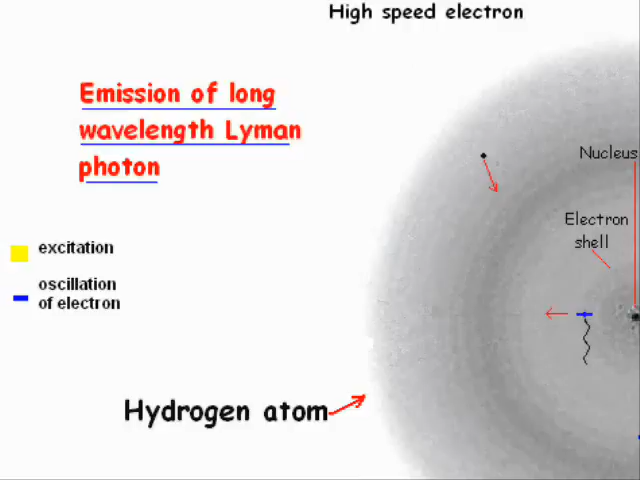 High speed electron
Emission of long
wavelength Lyman
photon
Nucleus
Electron
shell
excitation
oscillation
of electron
Hydrogen atom